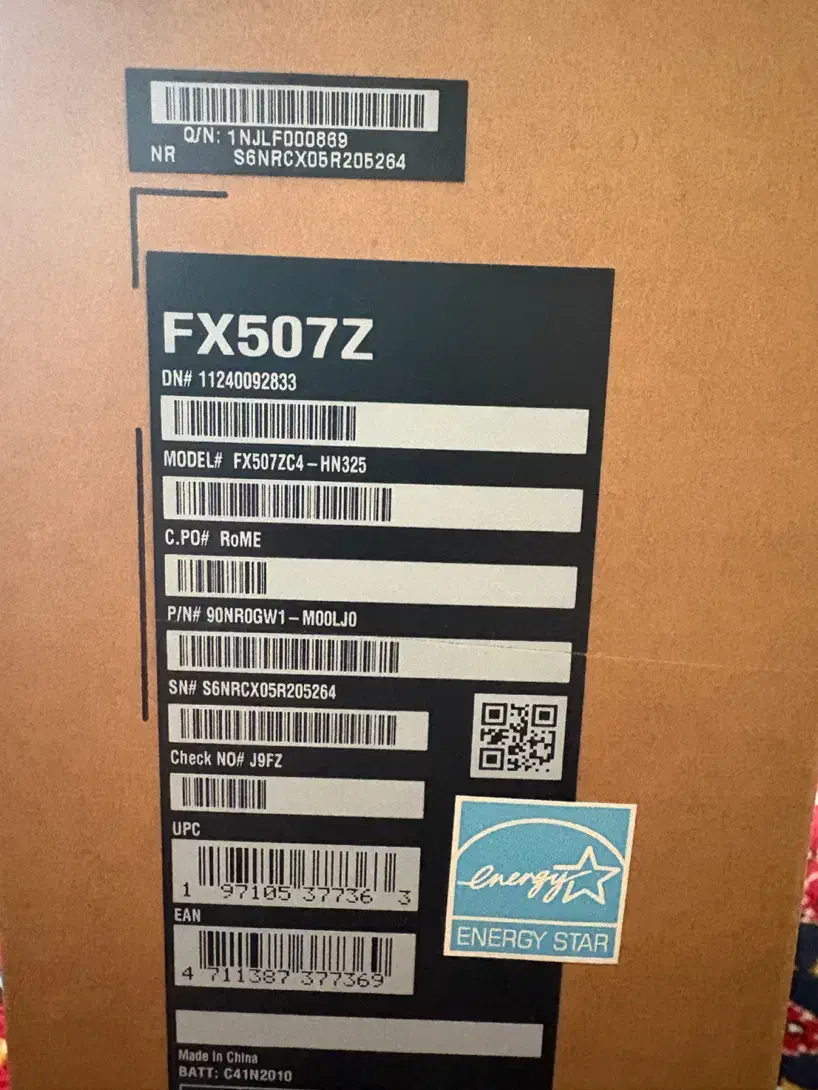 Q/N: 1NJLF000869
NR S6NRCX05R205264
FX507Z
DN# 11240092833
MODEL# FX507ZC4-HN325
C.PO# RoME
P/N# 90NR0GW1-M00LJ0
SN# S6NRCX05R205264
Check NO# J9FZ
UPC
1 97105 37736 3
EAN
4 711387 377369
energy
ENERGY STAR
Made In China
BATT: C41N2010